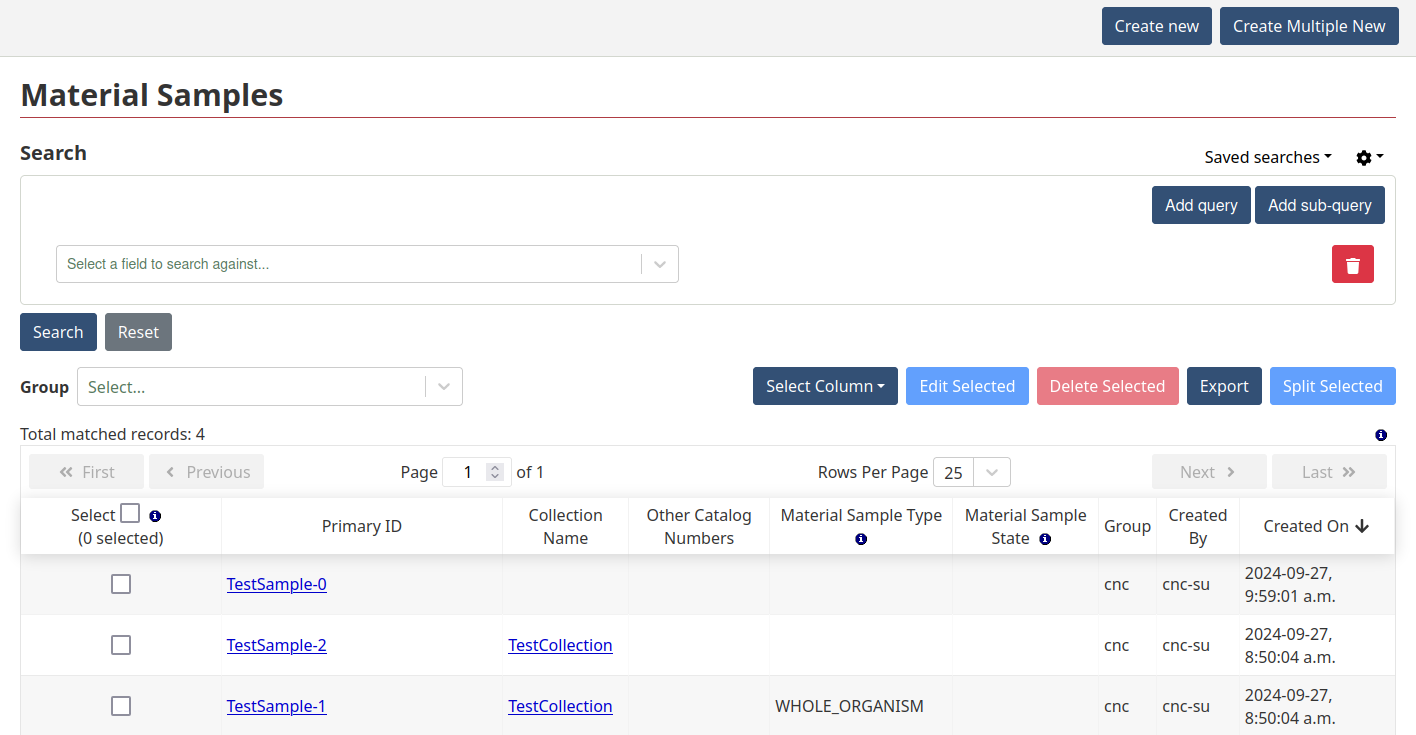 Create new Create Multiple New
Material Samples
Search
Saved searches
Add query Add sub-query
Select a field to search against...
Search Reset
Group Select... Select Column Edit Selected Delete Selected Export Split Selected
Total matched records: 4
First Previous Page 1 of 1 Rows Per Page 25 Next Last
Select (0 selected) Primary ID Collection Name Other Catalog Numbers Material Sample Type Material Sample State Group Created By Created On
TestSample-0 cnc cnc-su 2024-09-27, 9:59:01 a.m.
TestSample-2 TestCollection cnc cnc-su 2024-09-27, 8:50:04 a.m.
TestSample-1 TestCollection WHOLE_ORGANISM cnc cnc-su 2024-09-27, 8:50:04 a.m.